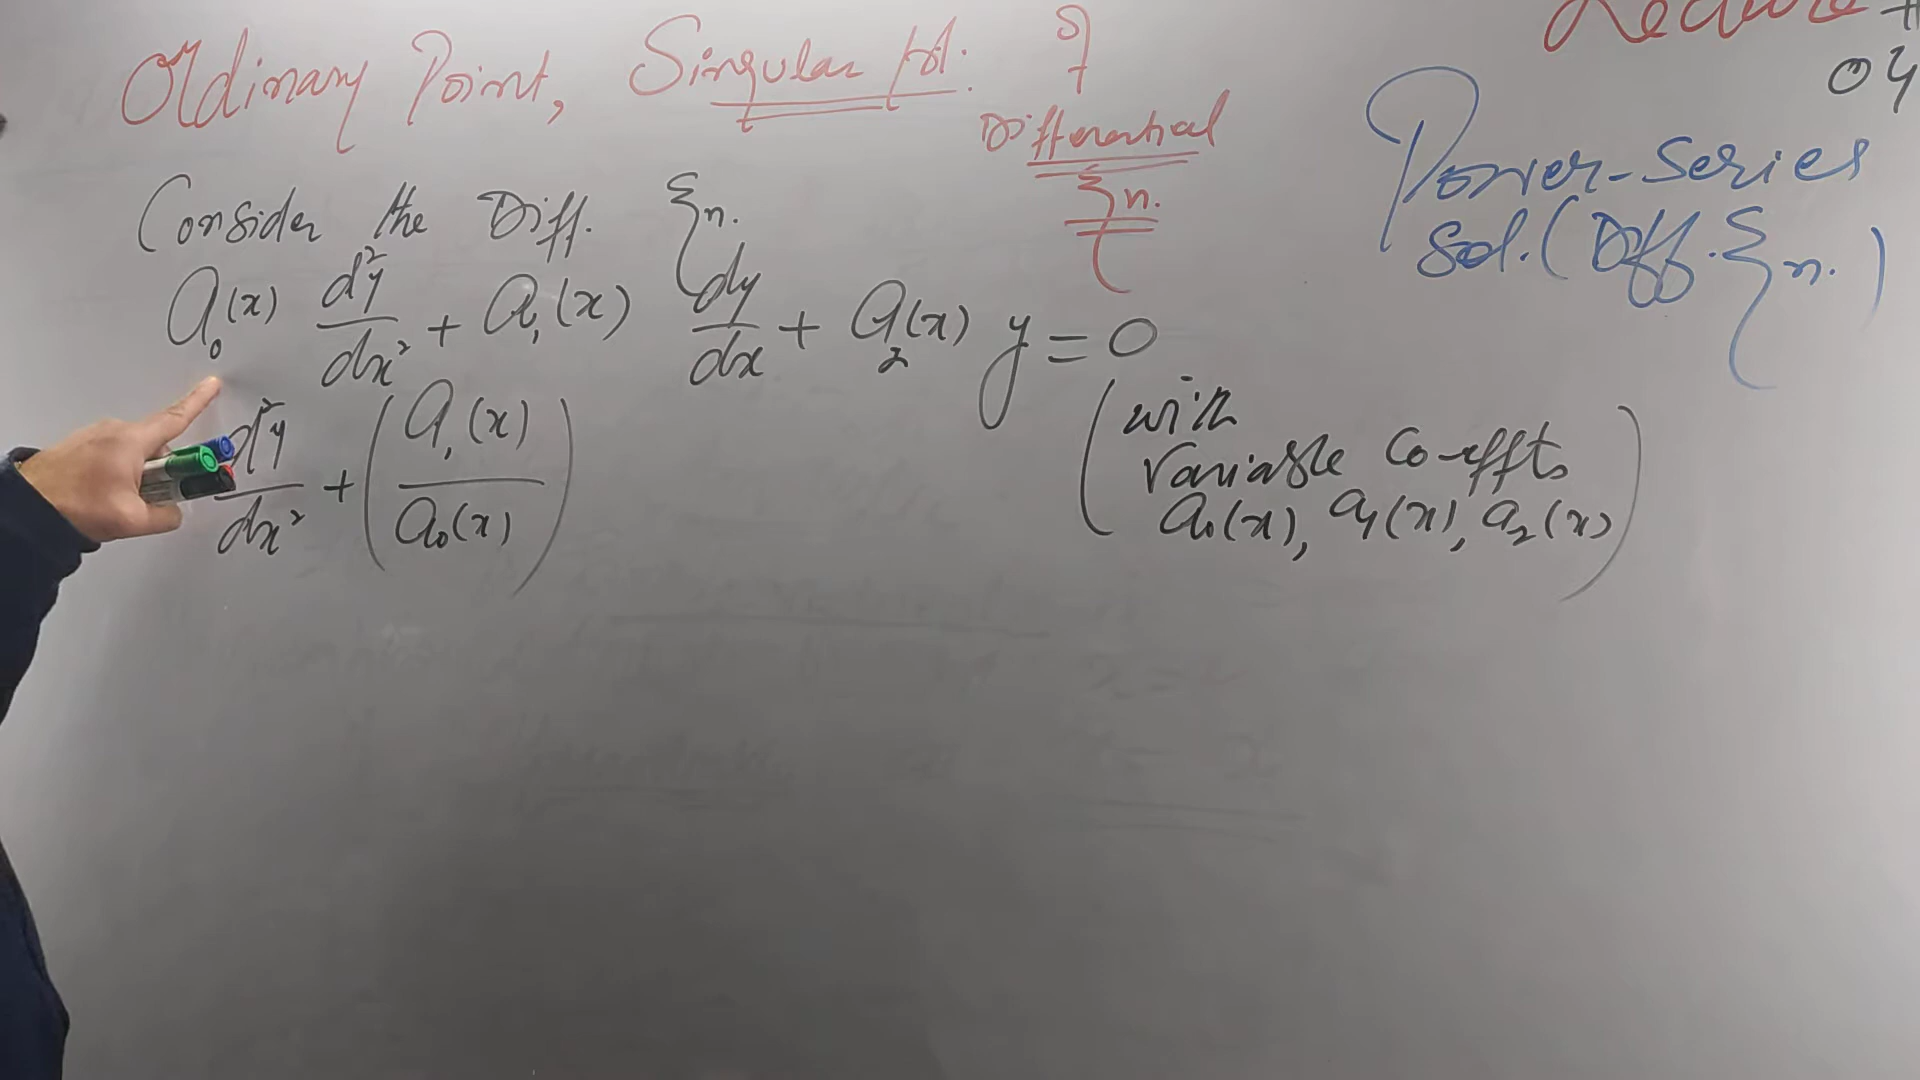 Ordinary Point, Singular pt. of
Differential
Eqn.
Lecture #
04
Power-Series
Sol. (Diff. Eqn.)
Consider the Diff. Eqn.
a₀(x) d²y/dx² + a₁(x) dy/dx + a₂(x) y = 0
d²y/dx² + (a₁(x)/a₀(x))
(with
Variable Co-effts
a₀(x), a₁(x), a₂(x))